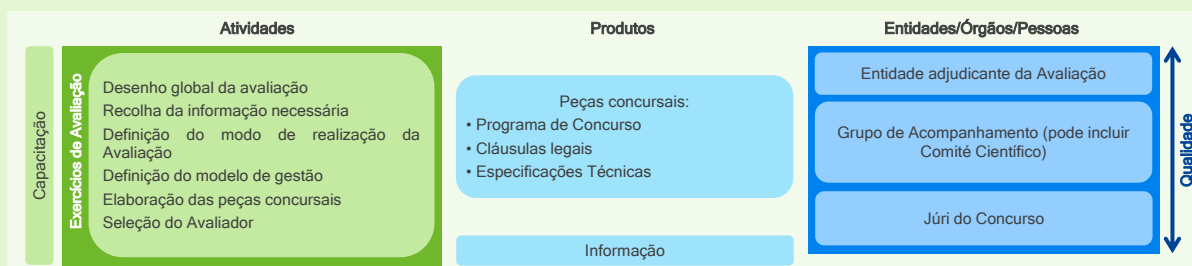 Atividades
Produtos
Entidades/Órgãos/Pessoas
Capacitação
Exercícios de Avaliação
Desenho global da avaliação
Recolha da informação necessária
Definição do modo de realização da
Avaliação
Definição do modelo de gestão
Elaboração das peças concursais
Seleção do Avaliador
Peças concursais:
• Programa de Concurso
• Cláusulas legais
• Especificações Técnicas
Informação
Entidade adjudicante da Avaliação
Grupo de Acompanhamento (pode incluir
Comité Científico)
Júri do Concurso
Qualidade